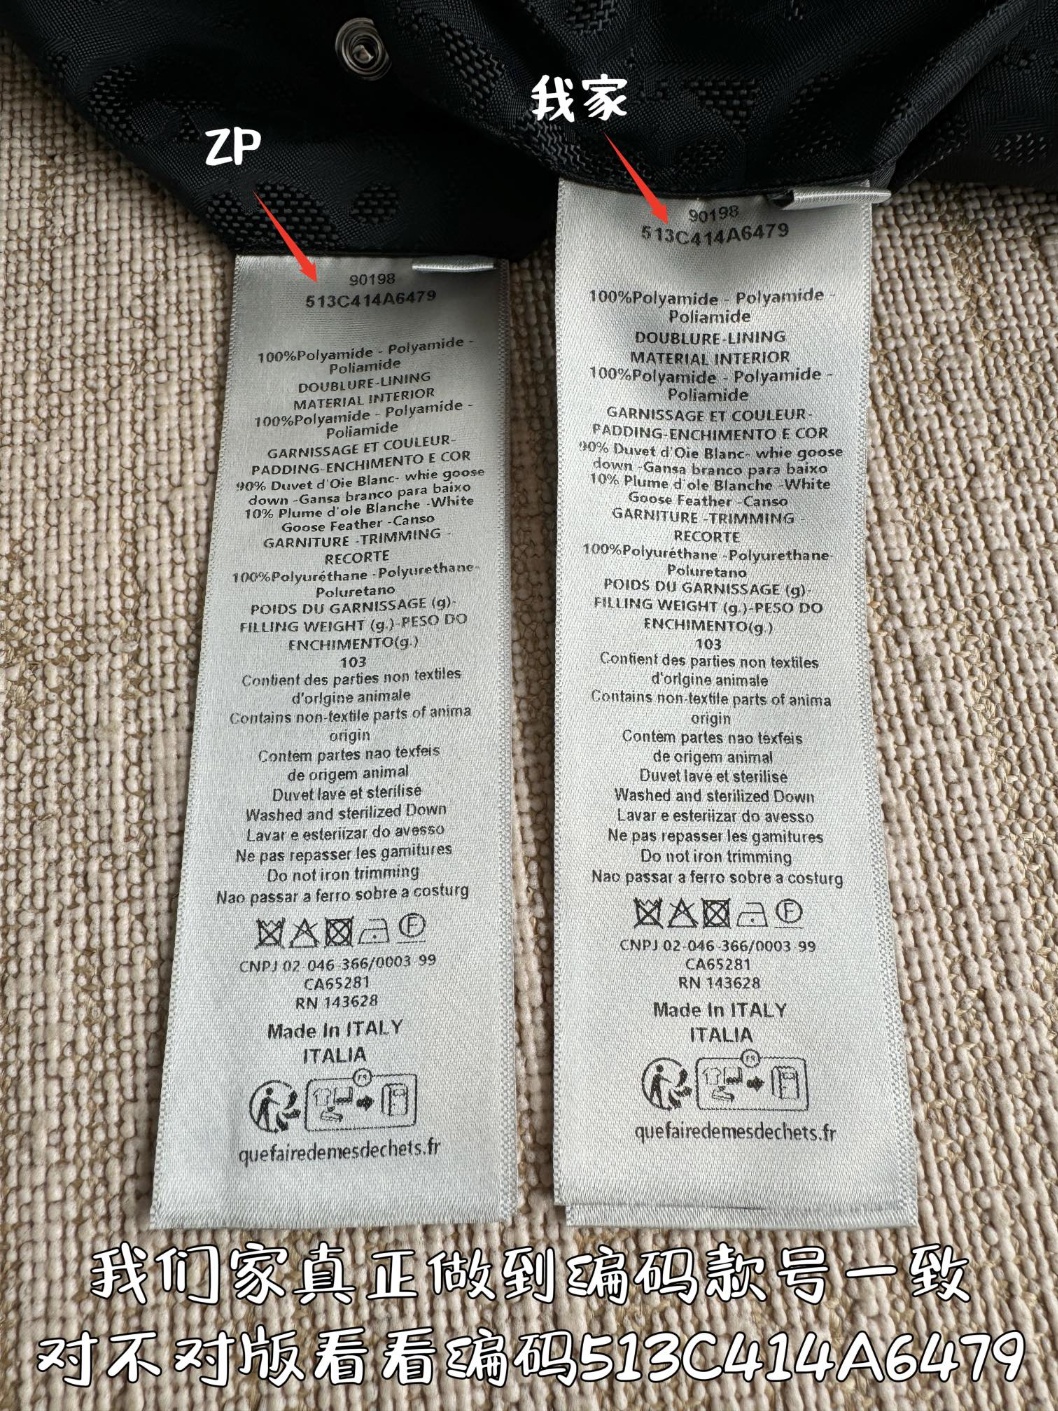 ZP
我家
90198
513C414A6479
100%Polyamide - Polyamide -
Poliamide
DOUBLURE-LINING
MATERIAL INTERIOR
100%Polyamide - Polyamide -
Poliamide
GARNISSAGE ET COULEUR-
PADDING-ENCHIMENTO E COR
90% Duvet d'Oie Blanc- whie goose
down -Gansa branco para baixo
10% Plume d'ole Blanche -White
Goose Feather -Canso
GARNITURE -TRIMMING -
RECORTE
100%Polyuréthane -Polyurethane-
Poluretano
POIDS DU GARNISSAGE (g)-
FILLING WEIGHT (g.)-PESO DO
ENCHIMENTO(g.)
103
Contient des parties non textiles
d'orlgine animale
Contains non-textile parts of anima
origin
Contèm partes nao texfeis
de origem animal
Duvet lavé et sterilisé
Washed and sterilized Down
Lavar e esteriizar do avesso
Ne pas repasser les gamitures
Do not iron trimming
Nao passar a ferro sobre a costurg
F
CNPJ 02-046-366/0003-99
CA65281
RN 143628
Made In ITALY
ITALIA
FR
quefairedemesdechets.fr
90198
513C414A6479
100%Polyamide - Polyamide -
Poliamide
DOUBLURE-LINING
MATERIAL INTERIOR
100%Polyamide - Polyamide -
Poliamide
GARNISSAGE ET COULEUR-
PADDING-ENCHIMENTO E COR
90% Duvet d'Oie Blanc- whie goose
down -Gansa branco para baixo
10% Plume d'ole Blanche -White
Goose Feather -Canso
GARNITURE -TRIMMING -
RECORTE
100%Polyuréthane -Polyurethane-
Poluretano
POIDS DU GARNISSAGE (g)-
FILLING WEIGHT (g.)-PESO DO
ENCHIMENTO(g.)
103
Contient des parties non textiles
d'origine animale
Contains non-textile parts of anima
origin
Contèm partes nao texfeis
de origem animal
Duvet lavé et sterilisé
Washed and sterilized Down
Lavar e esteriizar do avesso
Ne pas repasser les gamitures
Do not iron trimming
Nao passar a ferro sobre a costurg
F
CNPJ 02-046-366/0003-99
CA65281
RN 143628
Made In ITALY
ITALIA
FR
quefairedemesdechets.fr
我们家真正做到编码款号一致
对不对版看看编码513C414A6479